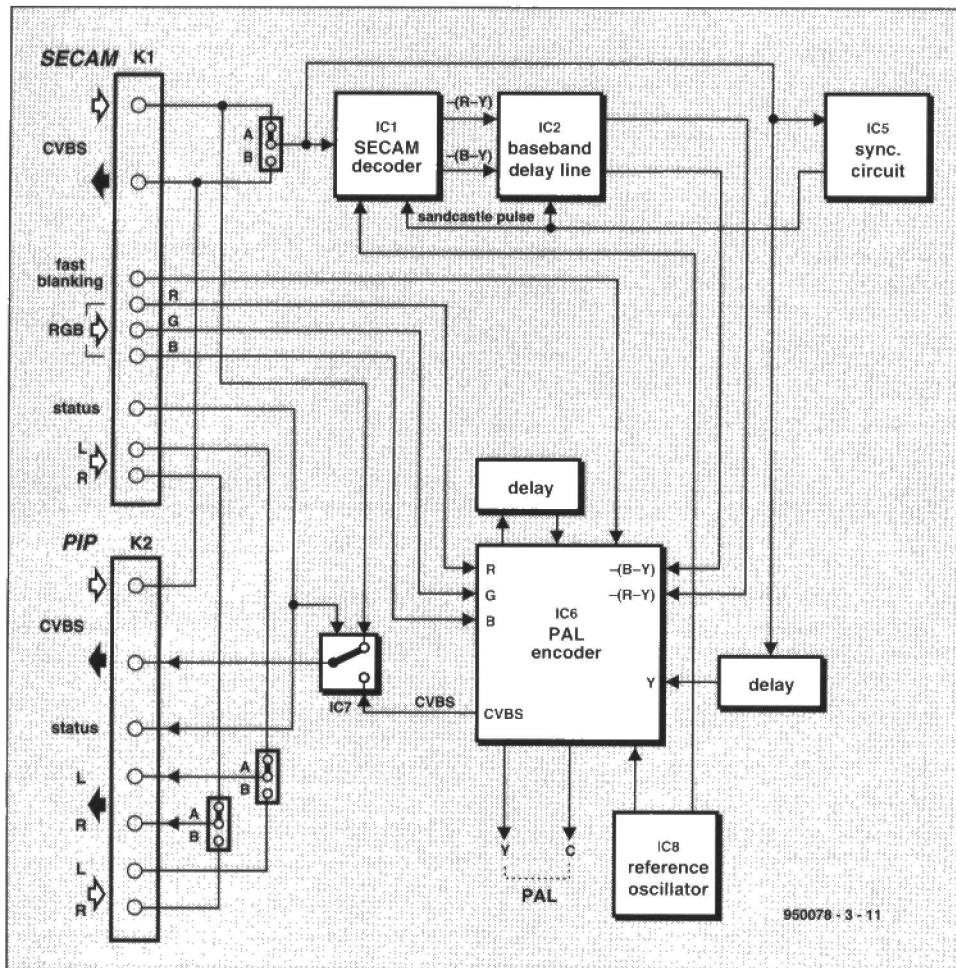 SECAM K1
CVBS
A
B
IC1
SECAM
decoder
–(R–Y)
–(B–Y)
IC2
baseband
delay line
IC5
sync.
circuit
sandcastle pulse
fast
blanking
RGB
R
G
B
status
L
R
PIP K2
CVBS
status
L
R
L
R
A
B
A
B
IC7
CVBS
delay
R
G
B
–(B–Y)
–(R–Y)
IC6
PAL
encoder
Y
CVBS
delay
Y
C
PAL
IC8
reference
oscillator
950078 - 3 - 11